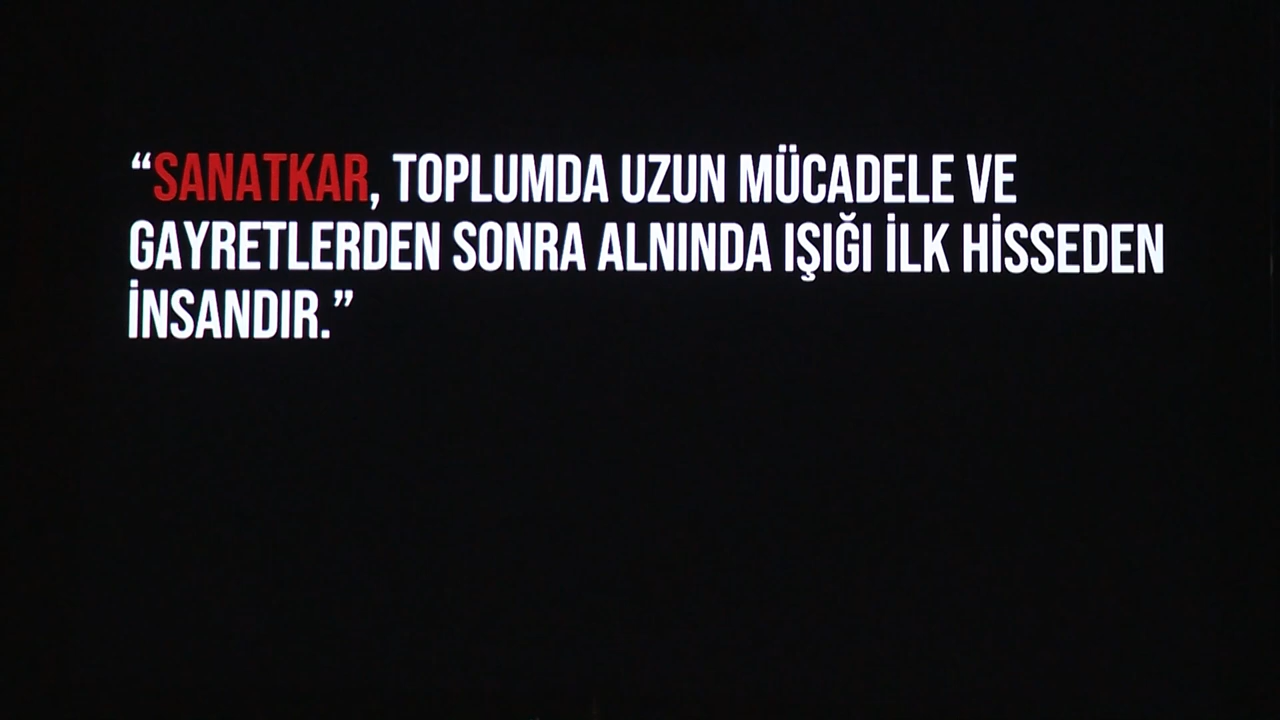 “SANATKAR, TOPLUMDA UZUN MÜCADELE VE
GAYRETLERDEN SONRA ALNINDA IŞIĞI İLK HİSSEDEN
İNSANDIR.”